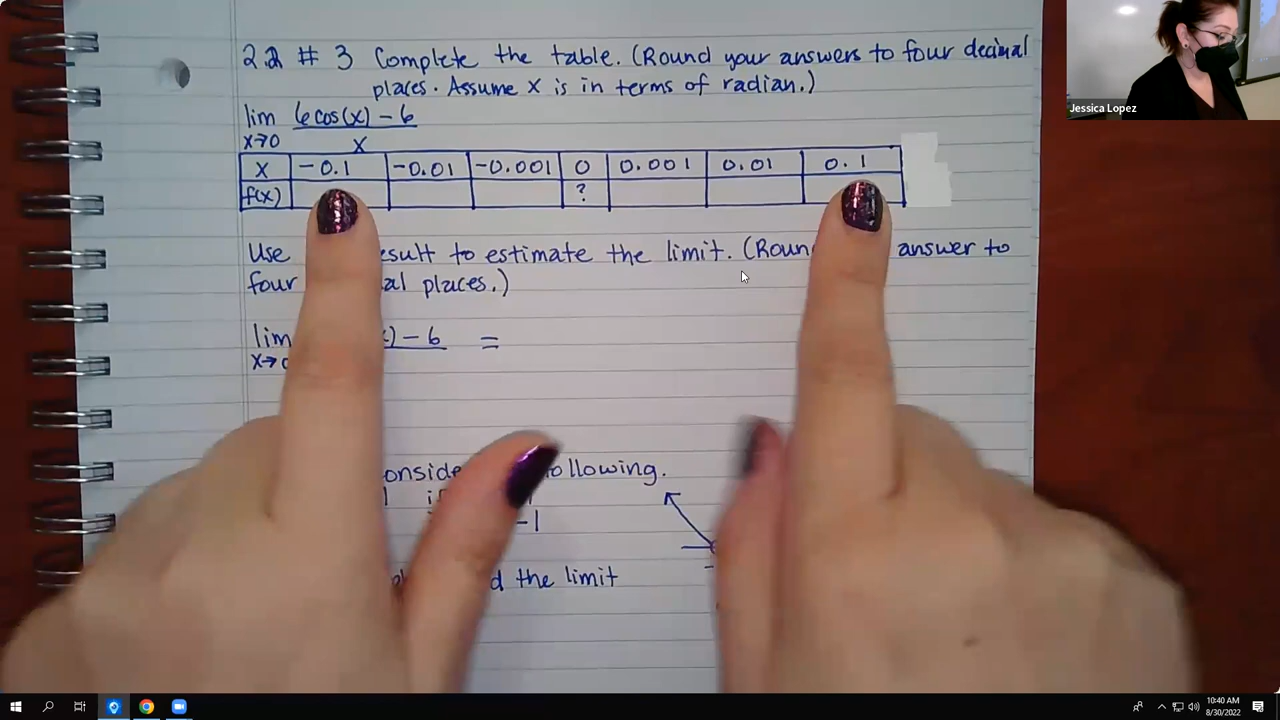 Jessica Lopez
2.2 # 3 Complete the table. (Round your answers to four decimal
places. Assume x is in terms of radian.)
lim 6cos(x) - 6
x→0 x
x -0.1 -0.01 -0.001 0 0.001 0.01 0.1
f(x) ?
Use esult to estimate the limit. (Roun answer to
four al places.)
lim x) - 6 =
x→0
onside ollowing.
-1
d the limit
10:40 AM
8/30/2022